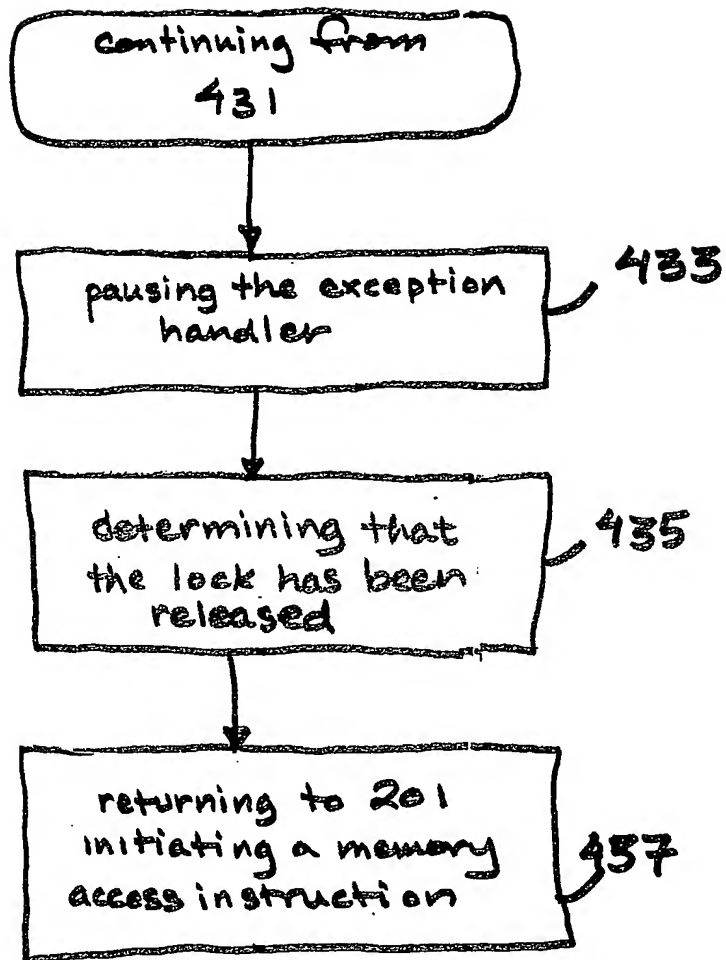 continuing from
431
pausing the exception
handler
433
determining that
the lock has been
released
435
returning to 201
initiating a memory
access instruction
437